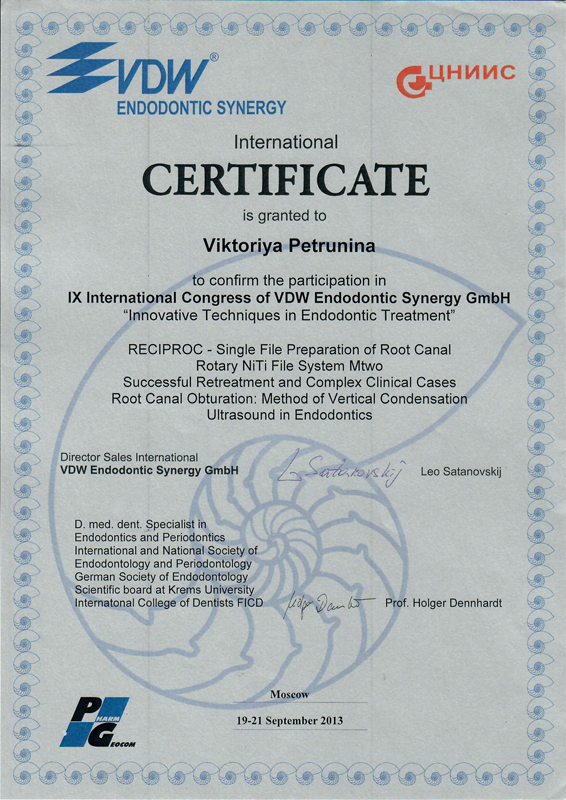 VDW®
ENDODONTIC SYNERGY
ЦНИИС
International
CERTIFICATE
is granted to
Viktoriya Petrunina
to confirm the participation in
IX International Congress of VDW Endodontic Synergy GmbH
“Innovative Techniques in Endodontic Treatment”
RECIPROC - Single File Preparation of Root Canal
Rotary NiTi File System Mtwo
Successful Retreatment and Complex Clinical Cases
Root Canal Obturation: Method of Vertical Condensation
Ultrasound in Endodontics
Director Sales International
VDW Endodontic Synergy GmbH
L Satanovskij
Leo Satanovskij
D. med. dent. Specialist in
Endodontics and Periodontics
International and National Society of
Endodontology and Periodontology
German Society of Endodontology
Scientific board at Krems University
Internatonal College of Dentists FICD
Prof. Holger Dennhardt
Moscow
19-21 September 2013
PHARM
GEOCOM